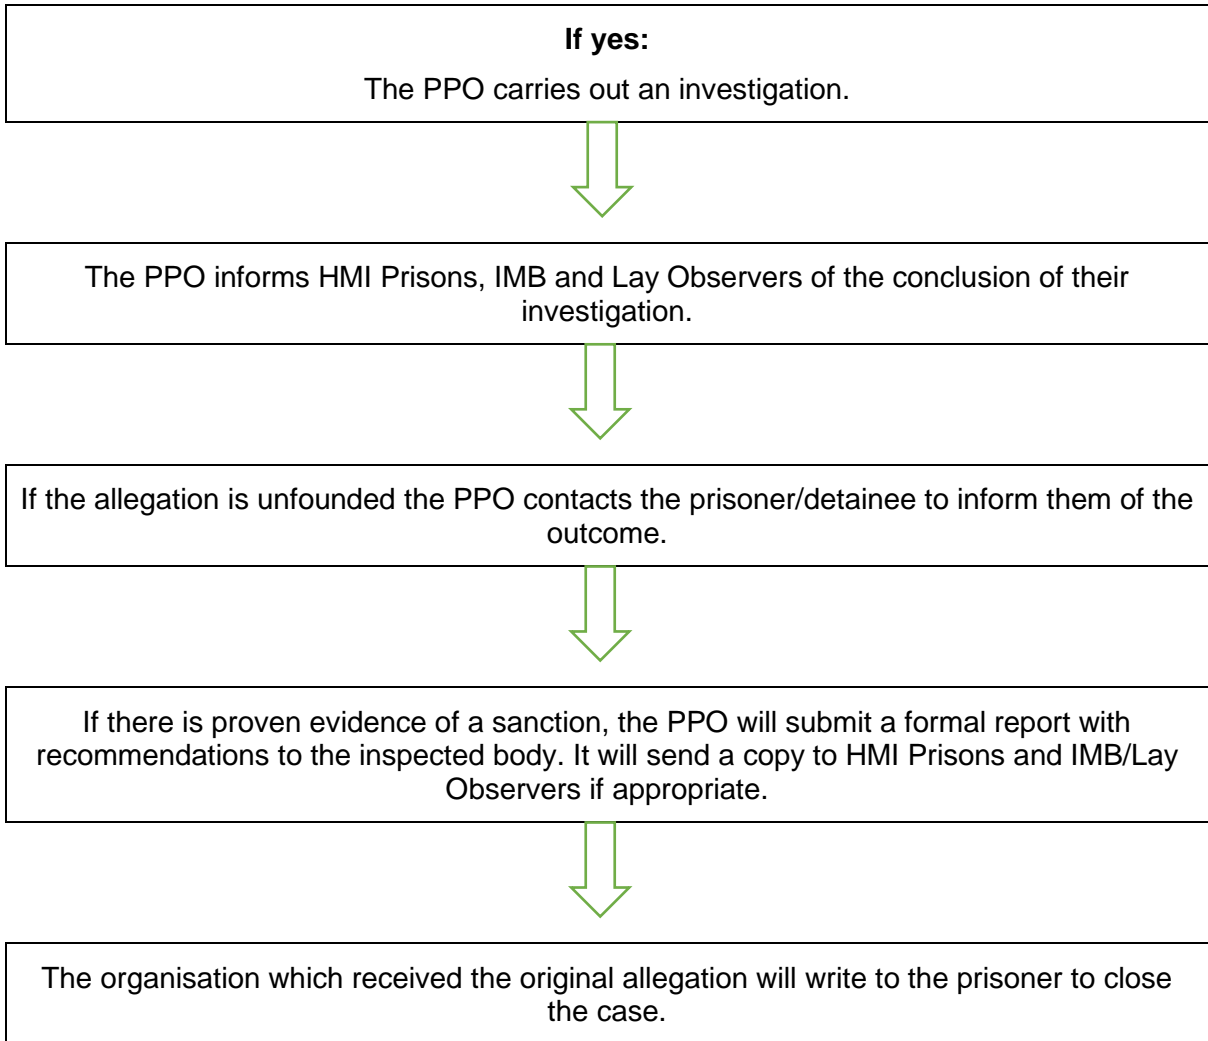 If yes:
The PPO carries out an investigation.
The PPO informs HMI Prisons, IMB and Lay Observers of the conclusion of their
investigation.
If the allegation is unfounded the PPO contacts the prisoner/detainee to inform them of the
outcome.
If there is proven evidence of a sanction, the PPO will submit a formal report with
recommendations to the inspected body. It will send a copy to HMI Prisons and IMB/Lay
Observers if appropriate.
The organisation which received the original allegation will write to the prisoner to close
the case.